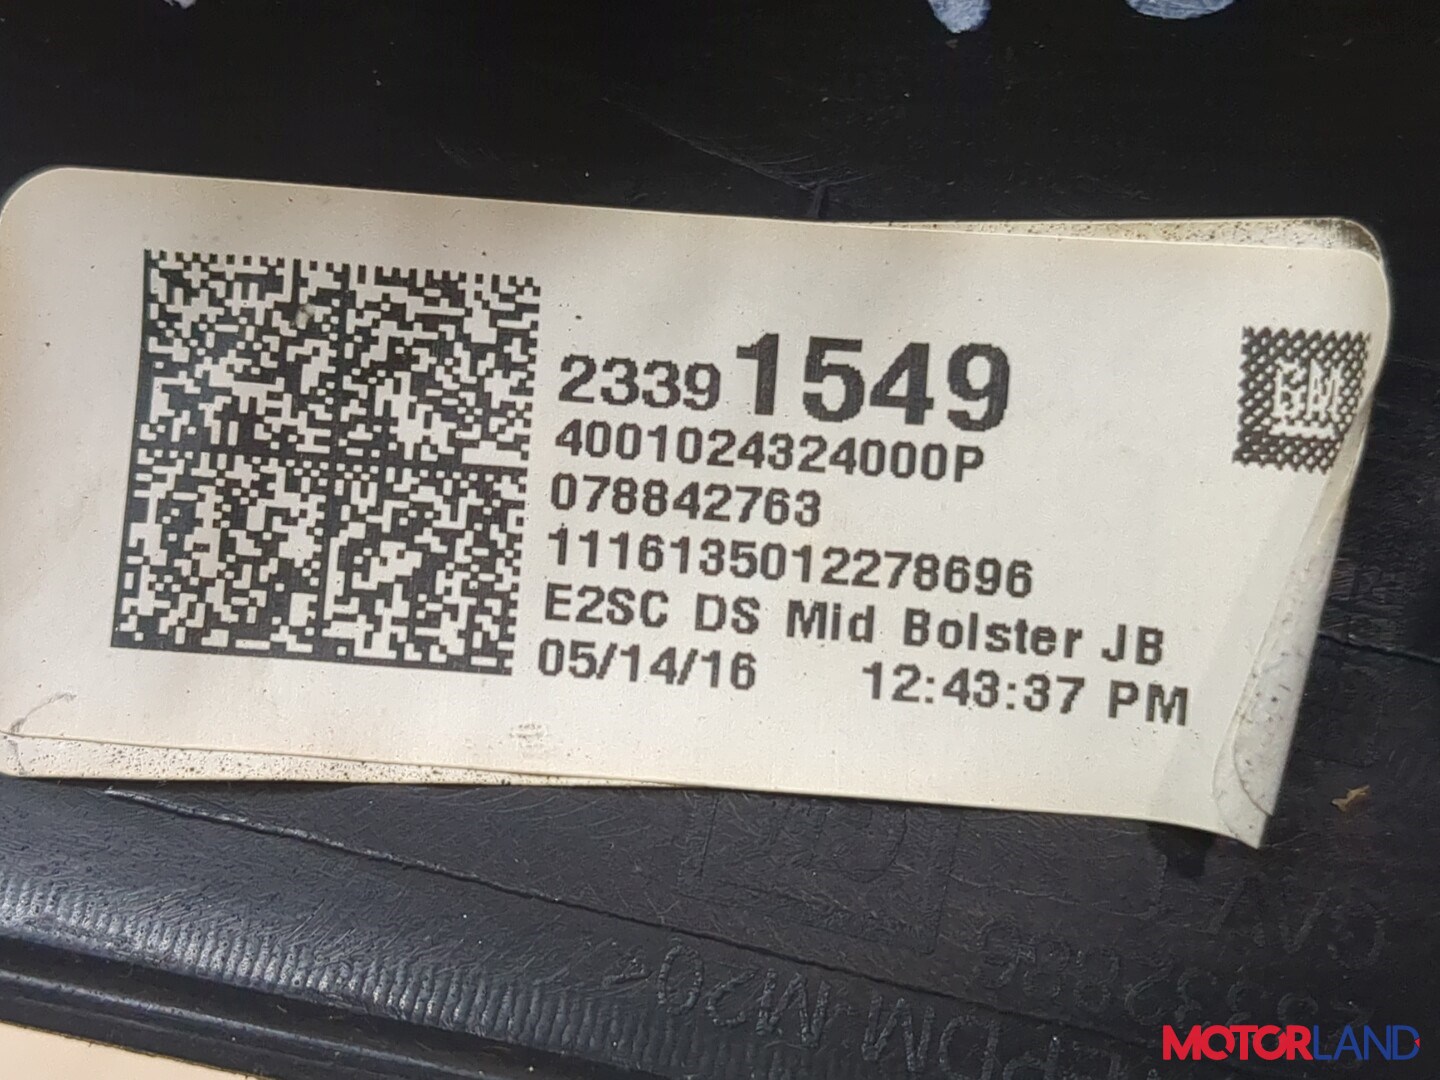 23391549
4001024324000P
078842763
1116135012278696
E2SC DS Mid Bolster JB
05/14/16 12:43:37 PM
GM
MOTORLAND